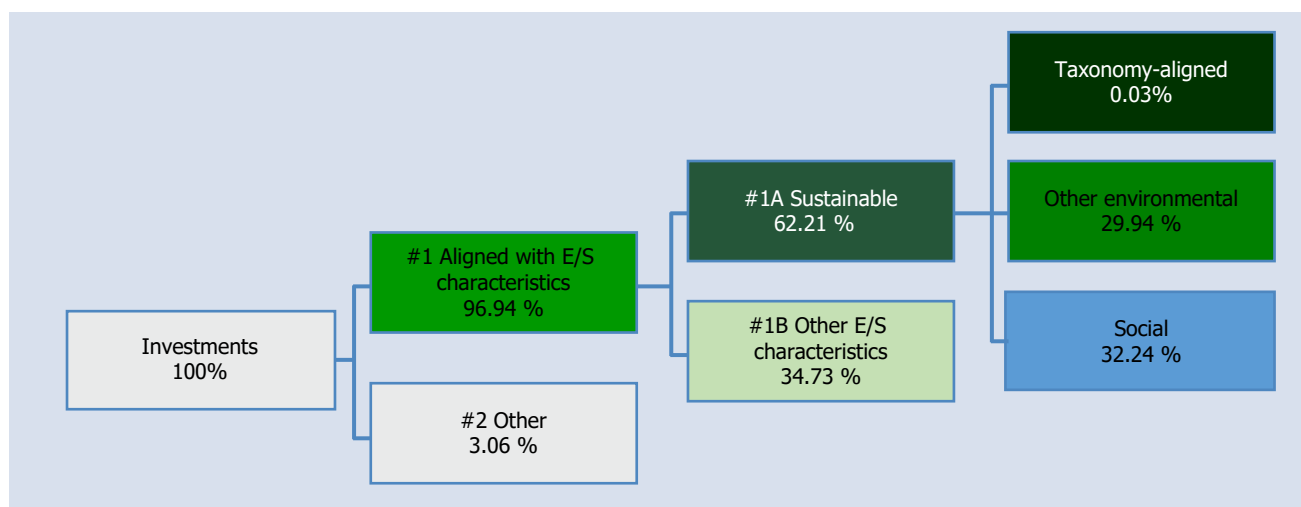 Investments
100%
#1 Aligned with E/S
characteristics
96.94 %
#2 Other
3.06 %
#1A Sustainable
62.21 %
#1B Other E/S
characteristics
34.73 %
Taxonomy-aligned
0.03%
Other environmental
29.94 %
Social
32.24 %